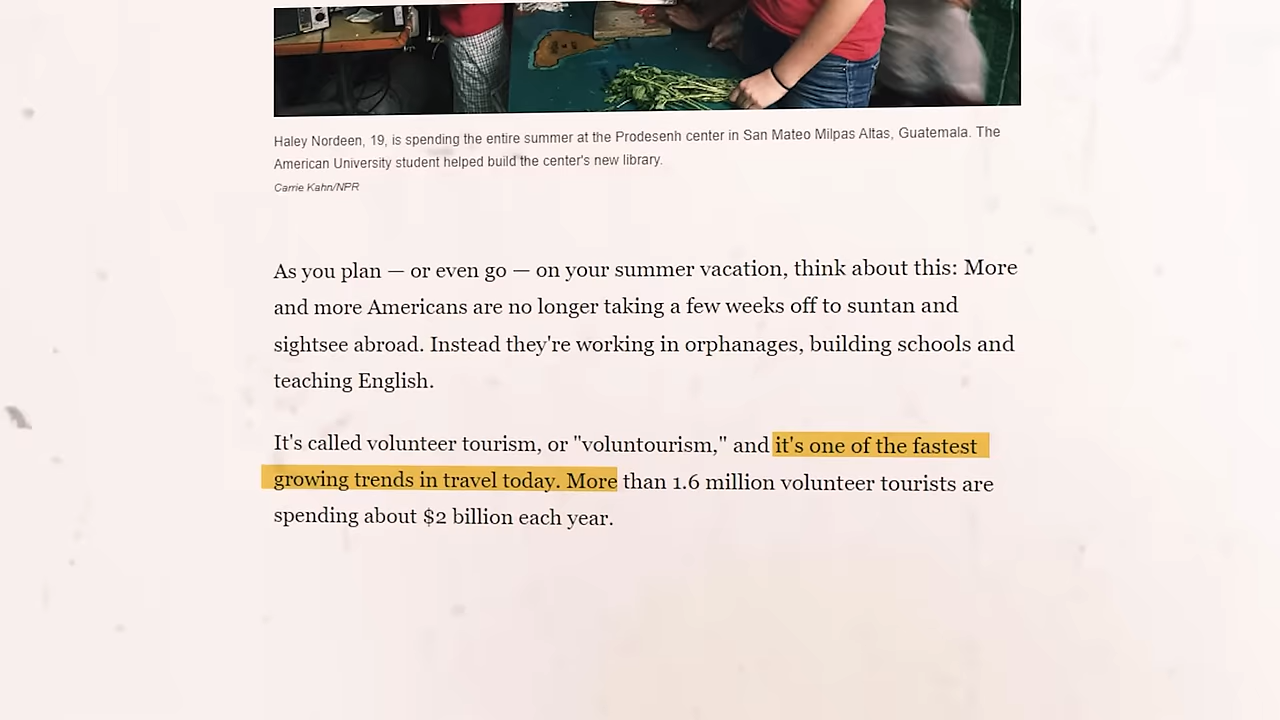 Haley Nordeen, 19, is spending the entire summer at the Prodesenh center in San Mateo Milpas Altas, Guatemala. The
American University student helped build the center's new library.
Carrie Kahn/NPR
As you plan — or even go — on your summer vacation, think about this: More
and more Americans are no longer taking a few weeks off to suntan and
sightsee abroad. Instead they're working in orphanages, building schools and
teaching English.
It's called volunteer tourism, or "voluntourism," and it's one of the fastest
growing trends in travel today. More than 1.6 million volunteer tourists are
spending about $2 billion each year.